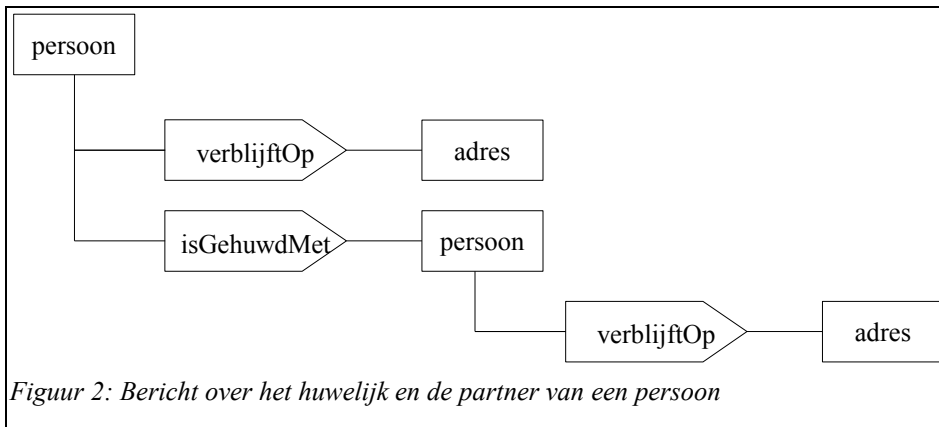 persoon
verblijftOp
adres
isGehuwdMet
persoon
verblijftOp
adres
Figuur 2: Bericht over het huwelijk en de partner van een persoon